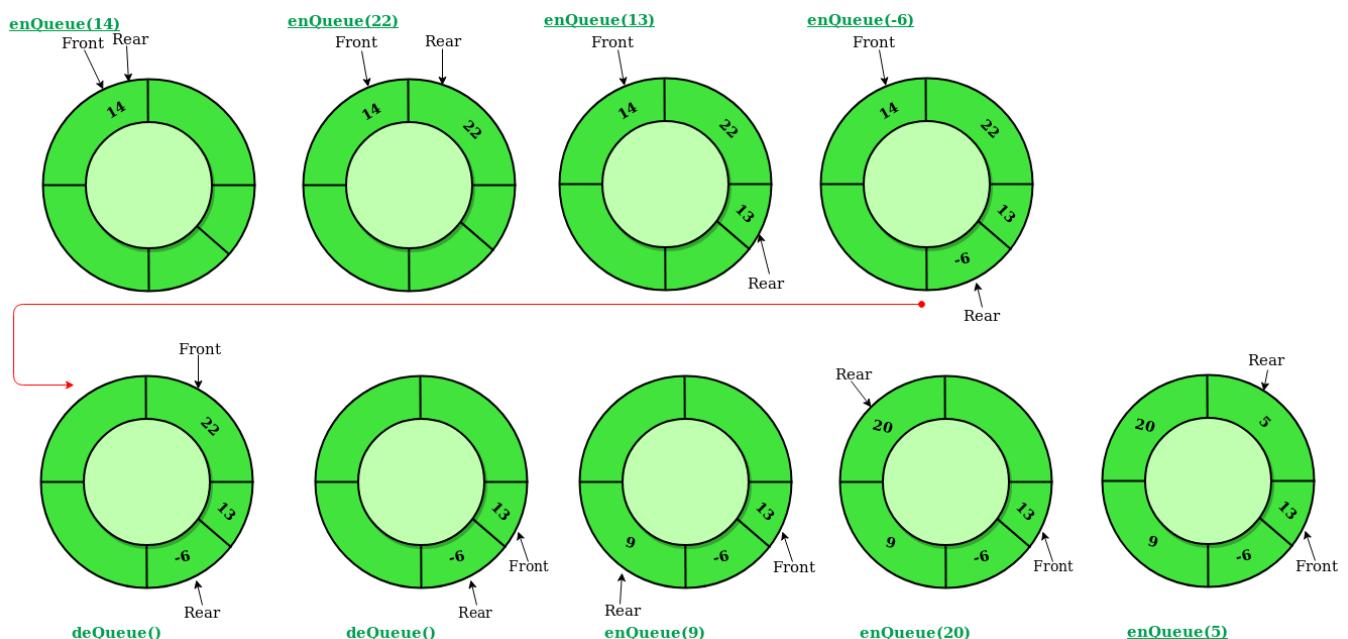 enQueue(14)
Front Rear
14
enQueue(22)
Front Rear
14
22
enQueue(13)
Front
14
22
13
Rear
enQueue(-6)
Front
14
22
13
-6
Rear
Front
22
13
-6
Rear
deQueue()
13
-6
Front
Rear
deQueue()
13
9
-6
Front
Rear
enQueue(9)
Rear
20
13
9
-6
Front
enQueue(20)
Rear
20
5
13
9
-6
Front
enQueue(5)